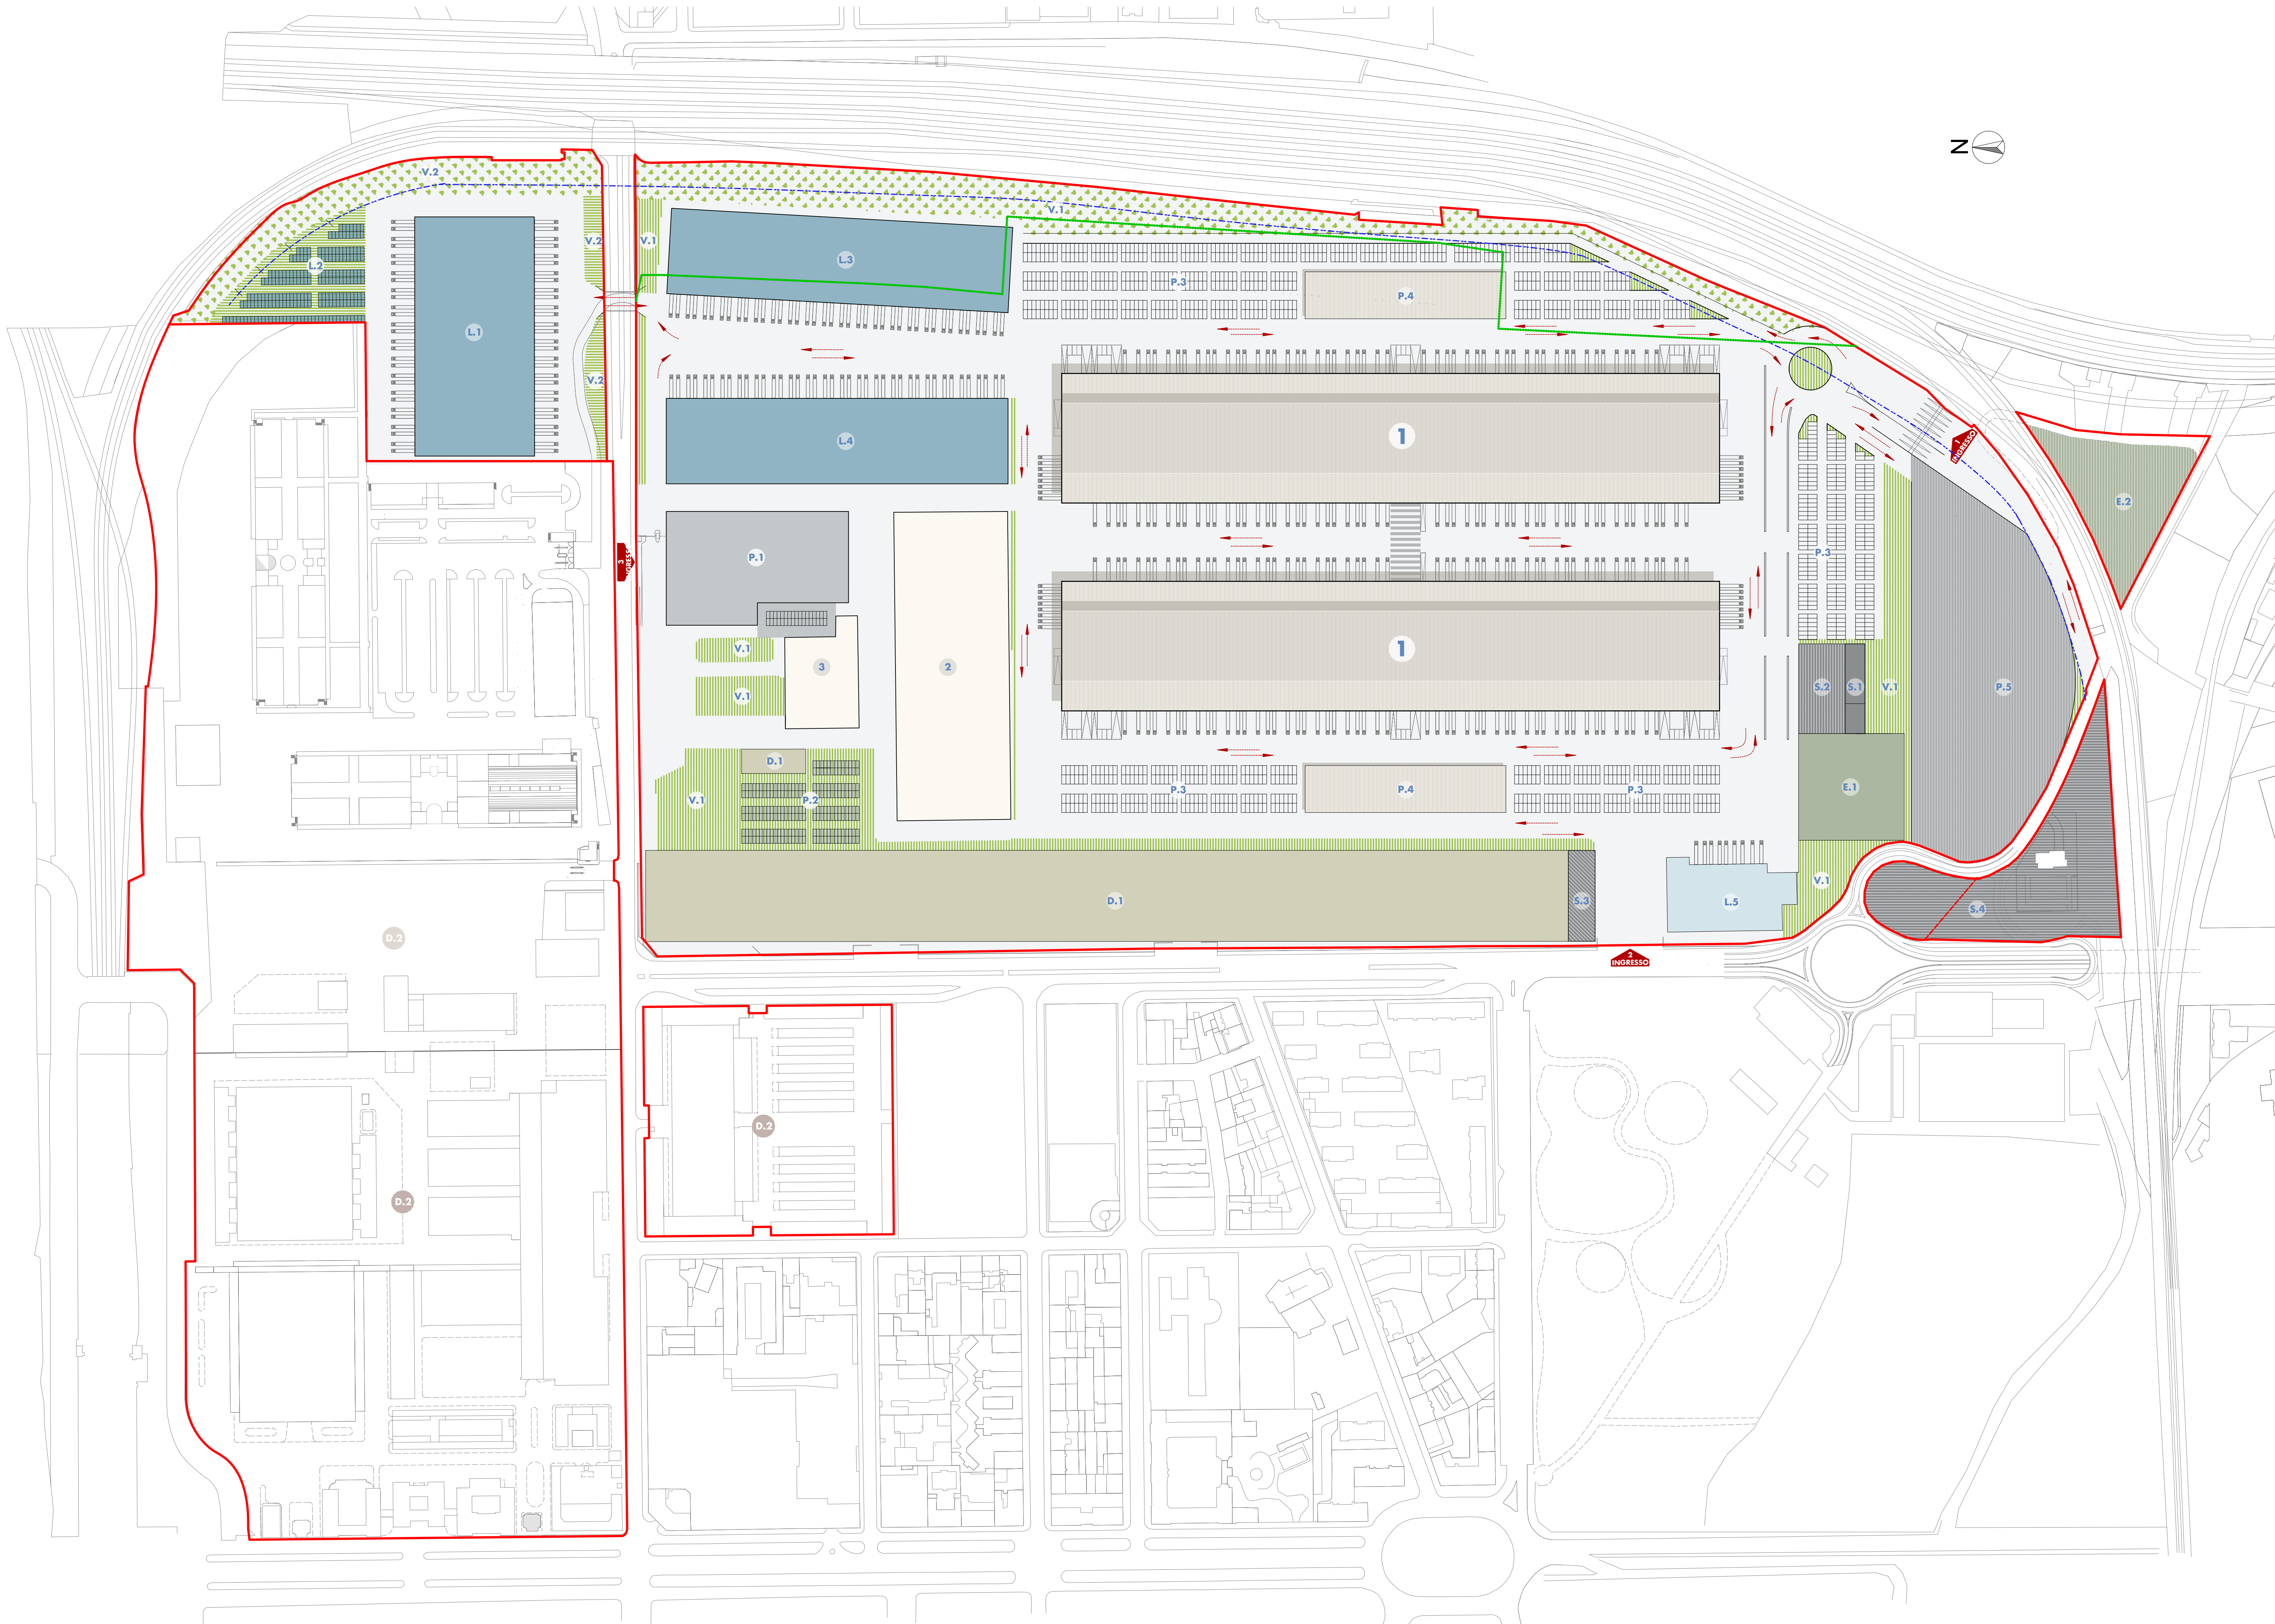 N
V.2
V.1
V.2
V.1
L.3
L.2
P.3
P.4
L.1
V.2
1
L.4
1
INGRESSO
E.2
P.1
P.3
3
INGRESSO
V.1
3
2
1
S.2
S.1
V.1
P.5
V.1
D.1
V.1
P.2
P.3
P.4
P.3
E.1
V.1
D.1
S.3
L.5
S.4
D.2
2
INGRESSO
D.2
D.2